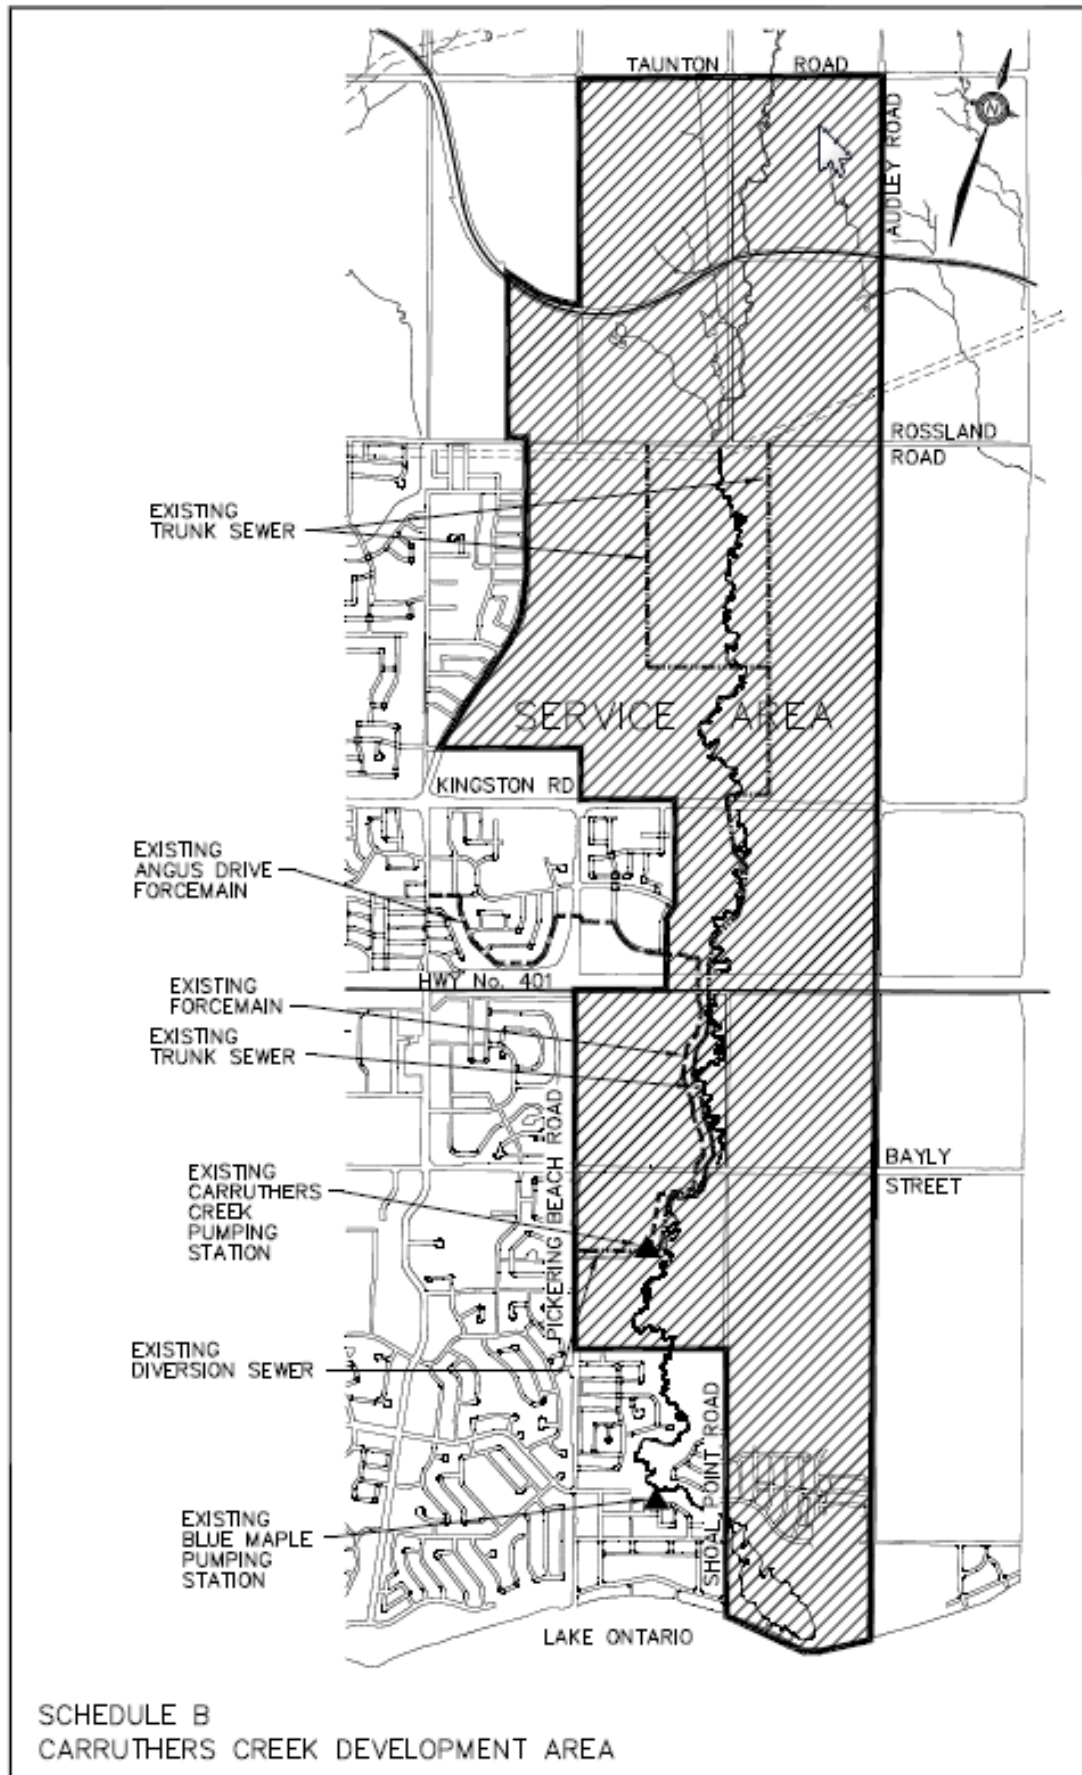 TAUNTON ROAD
N
AUDLEY ROAD
ROSSLAND
ROAD
EXISTING
TRUNK SEWER
SERVICE AREA
KINGSTON RD
EXISTING
ANGUS DRIVE
FORCEMAIN
HWY No. 401
EXISTING
FORCEMAIN
EXISTING
TRUNK SEWER
PICKERING BEACH ROAD
BAYLY
STREET
EXISTING
CARRUTHERS
CREEK
PUMPING
STATION
EXISTING
DIVERSION SEWER
SHOAL POINT ROAD
EXISTING
BLUE MAPLE
PUMPING
STATION
LAKE ONTARIO
SCHEDULE B
CARRUTHERS CREEK DEVELOPMENT AREA